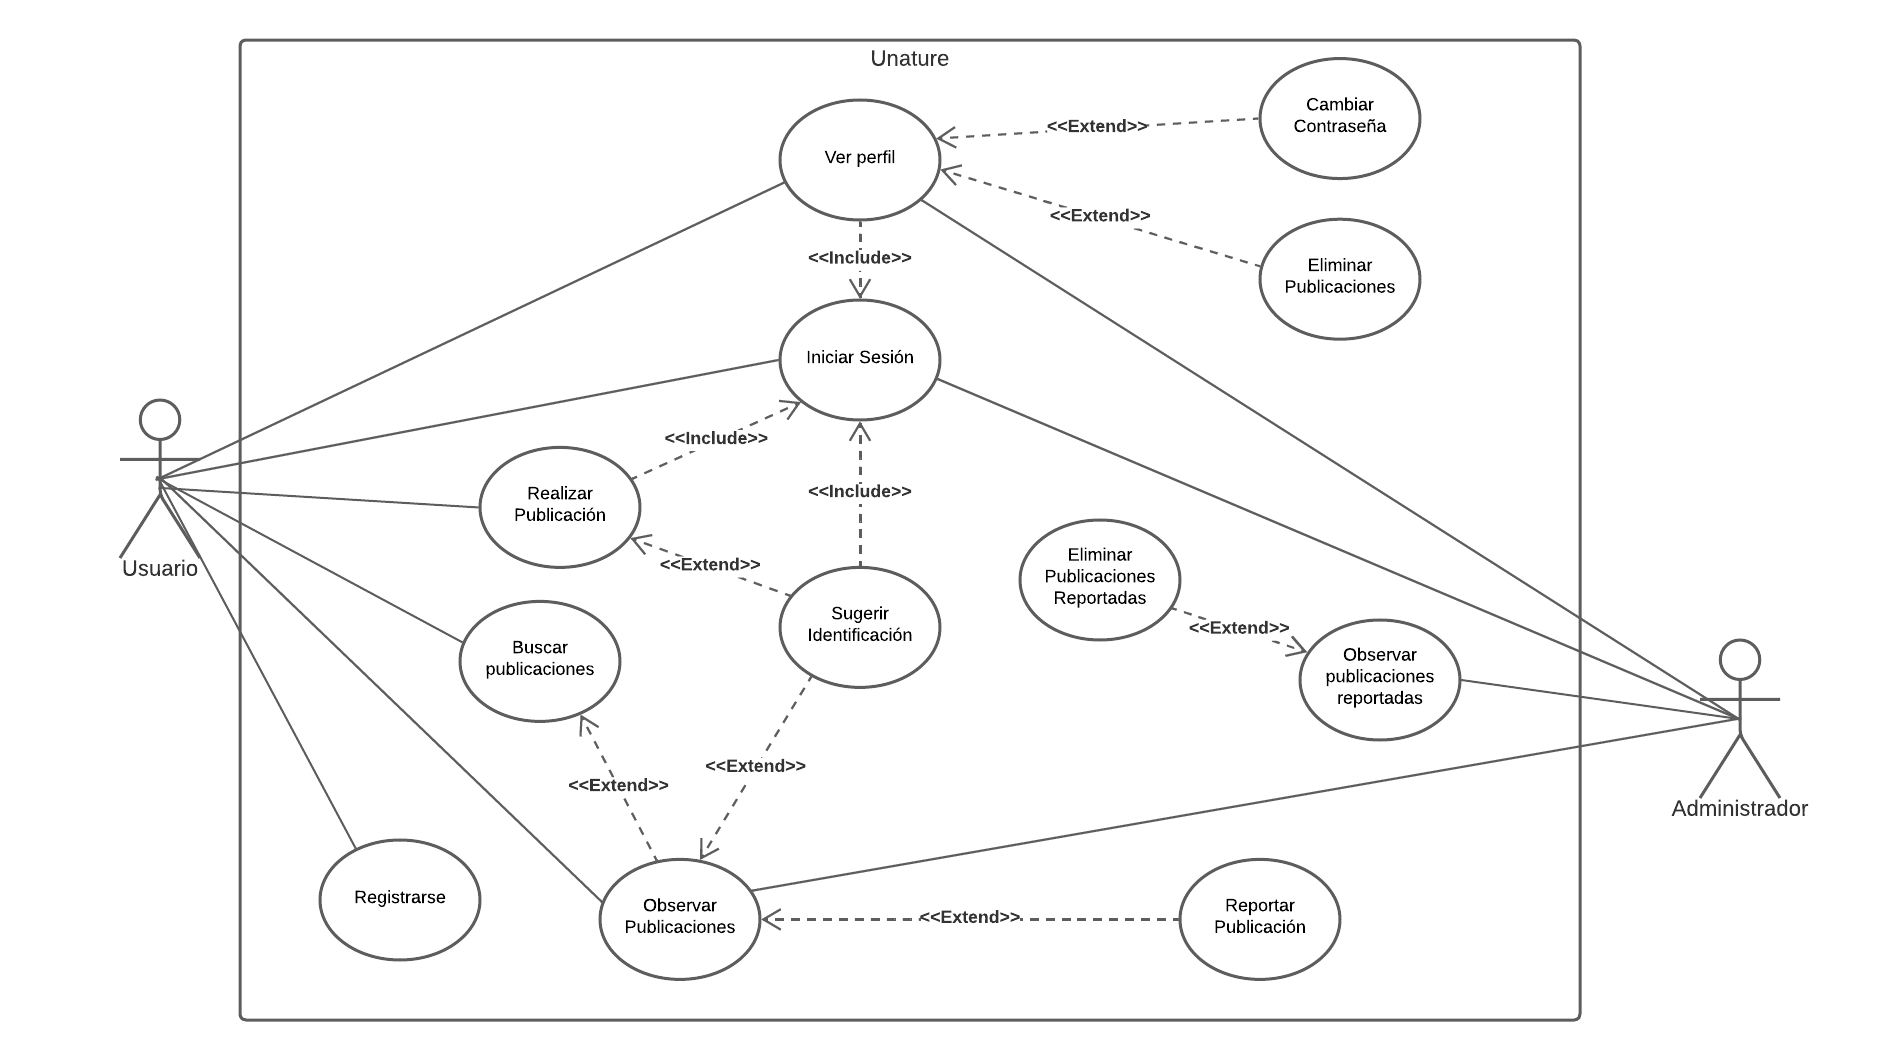 Unature
Cambiar
Contraseña
<<Extend>>
Ver perfil
<<Extend>>
Eliminar
Publicaciones
<<Include>>
Iniciar Sesión
<<Include>>
<<Include>>
Realizar
Publicación
Usuario
<<Extend>>
Eliminar
Publicaciones
Reportadas
Sugerir
Identificación
<<Extend>>
Buscar
publicaciones
Observar
publicaciones
reportadas
<<Extend>>
<<Extend>>
Administrador
Registrarse
Observar
Publicaciones
<<Extend>>
Reportar
Publicación